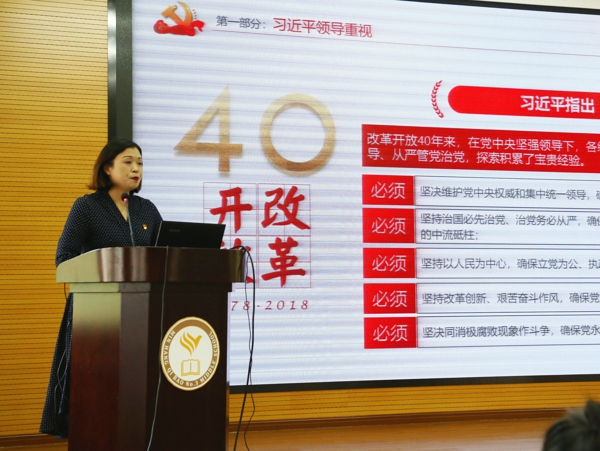 第一部分：习近平领导重视
习近平指出
40
改革开放40年来，在党中央坚强领导下，各级
导、从严管党治党，探索积累了宝贵经验。
开改
革
78-2018
必须
坚决维护党中央权威和集中统一领导，确
必须
坚持治国必先治党、治党务必从严，确保
的中流砥柱；
必须
坚持以人民为中心，确保立党为公、执政
必须
坚持改革创新、艰苦奋斗作风，确保党
必须
坚决同消极腐败现象作斗争，确保党永